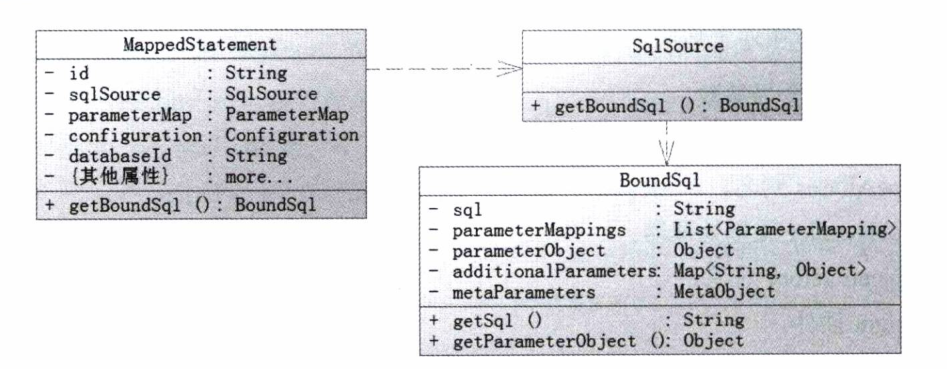 MappedStatement
- id : String
- sqlSource : SqlSource
- parameterMap : ParameterMap
- configuration: Configuration
- databaseId : String
- {其他属性} : more...
+ getBoundSql (): BoundSql
SqlSource
+ getBoundSql (): BoundSql
BoundSql
- sql : String
- parameterMappings : List<ParameterMapping>
- parameterObject : Object
- additionalParameters: Map<String, Object>
- metaParameters : MetaObject
+ getSql () : String
+ getParameterObject (): Object